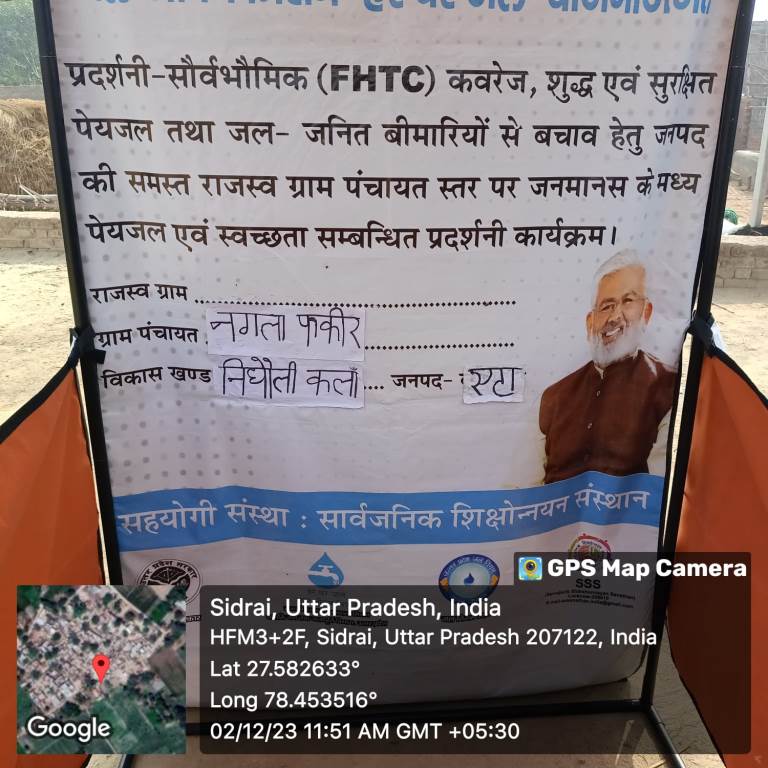 प्रदर्शनी-सौर्वभौमिक (FHTC) कवरेज, शुद्ध एवं सुरक्षित
पेयजल तथा जल- जनित बीमारियों से बचाव हेतु जनपद
की समस्त राजस्व ग्राम पंचायत स्तर पर जनमानस के मध्य
पेयजल एवं स्वच्छता सम्बन्धित प्रदर्शनी कार्यक्रम।
राजस्व ग्राम
ग्राम पंचायत नगला फकीर
विकास खण्ड निधौली कलाँ .... जनपद- एटा
सहयोगी संस्था : सार्वजनिक शिक्षोन्नयन संस्थान
SSS
GPS Map Camera
Sidrai, Uttar Pradesh, India
HFM3+2F, Sidrai, Uttar Pradesh 207122, India
Lat 27.582633°
Long 78.453516°
02/12/23 11:51 AM GMT +05:30
Google